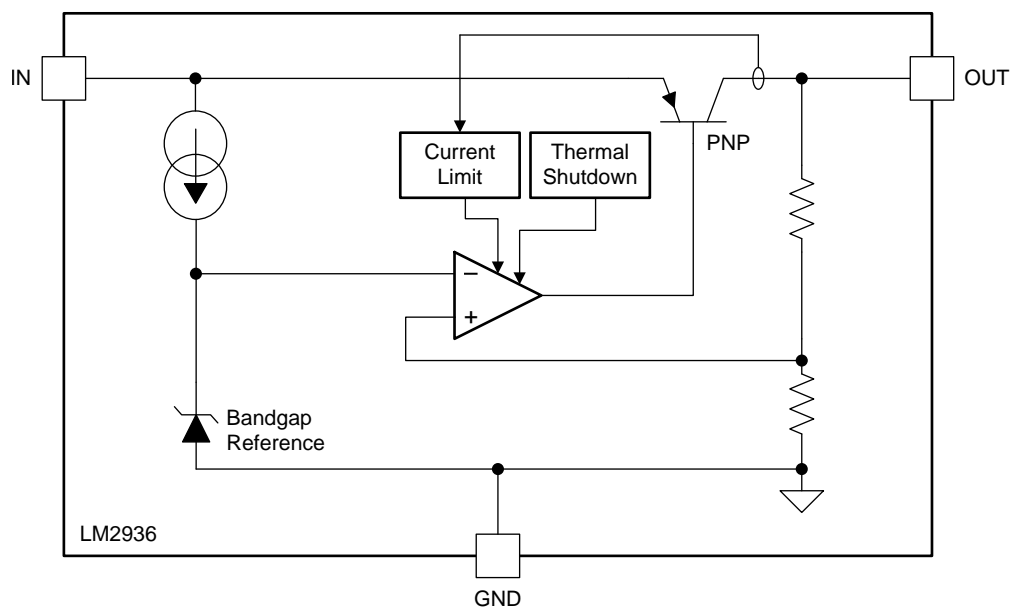 IN
OUT
PNP
Current
Limit
Thermal
Shutdown
−
+
Bandgap
Reference
LM2936
GND